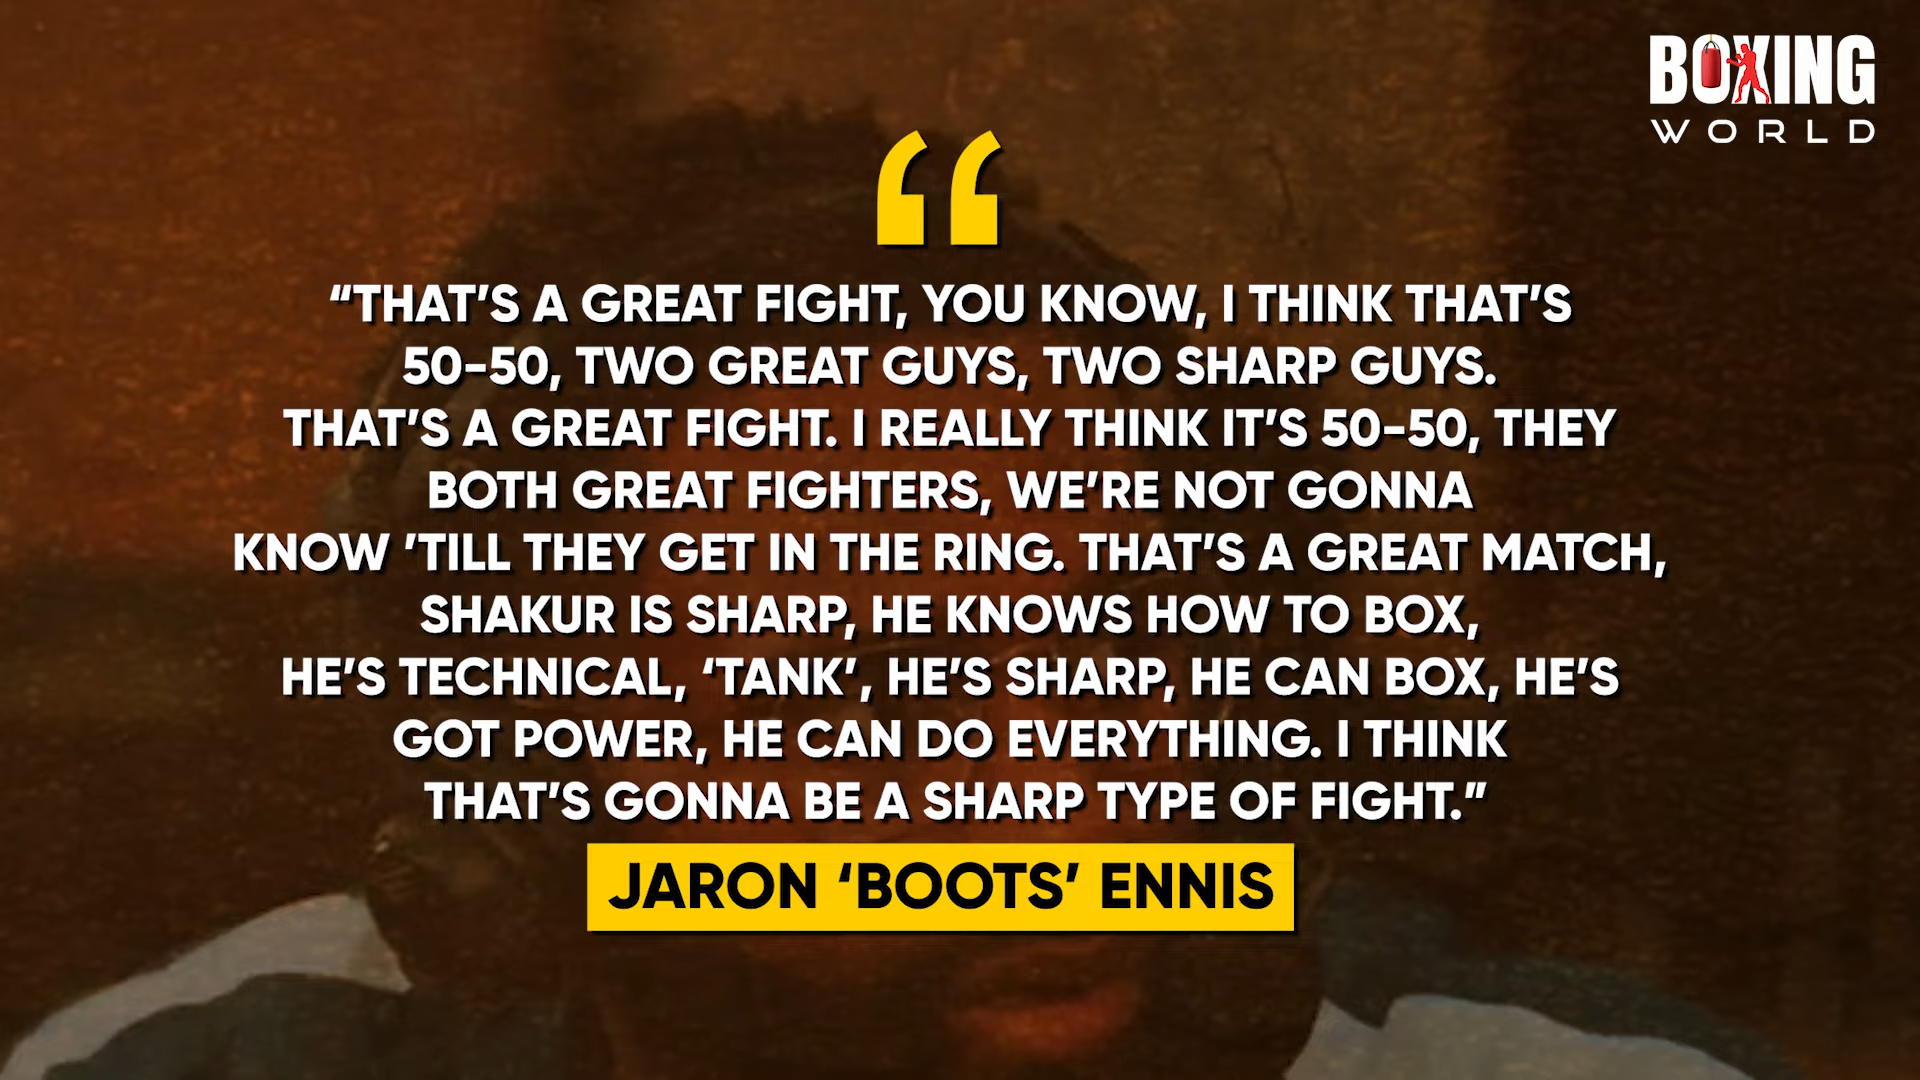 BOXING
WORLD
“
“THAT’S A GREAT FIGHT, YOU KNOW, I THINK THAT’S
50-50, TWO GREAT GUYS, TWO SHARP GUYS.
THAT’S A GREAT FIGHT. I REALLY THINK IT’S 50-50, THEY
BOTH GREAT FIGHTERS, WE’RE NOT GONNA
KNOW ’TILL THEY GET IN THE RING. THAT’S A GREAT MATCH,
SHAKUR IS SHARP, HE KNOWS HOW TO BOX,
HE’S TECHNICAL, ‘TANK’, HE’S SHARP, HE CAN BOX, HE’S
GOT POWER, HE CAN DO EVERYTHING. I THINK
THAT’S GONNA BE A SHARP TYPE OF FIGHT.”
JARON ‘BOOTS’ ENNIS